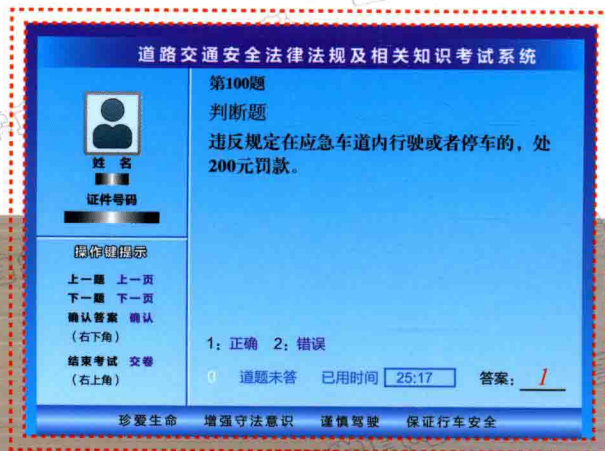 道路交通安全法律法规及相关知识考试系统
第100题
判断题
违反规定在应急车道内行驶或者停车的，处
200元罚款。
姓 名
证件号码
操作键提示
上一题 上一页
下一题 下一页
确认答案 确认
（右下角）
结束考试 交卷
（右上角）
1：正确 2：错误
0 道题未答 已用时间 25:17 答案：1
珍爱生命 增强守法意识 谨慎驾驶 保证行车安全